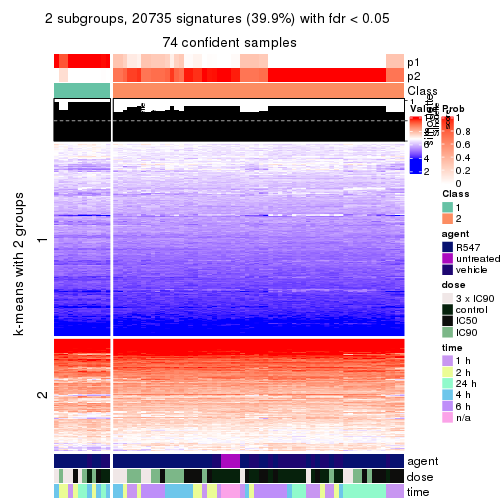 2 subgroups, 20735 signatures (39.9%) with fdr < 0.05
74 confident samples
p1
p2
Class
1
silhouette
Value
Prob
6
4
2
1
0.8
0.6
0.4
0.2
0
k-means with 2 groups
1
2
Class
1
2
agent
R547
untreated
vehicle
dose
3 x IC90
control
IC50
IC90
time
1 h
2 h
24 h
4 h
6 h
n/a
agent
dose
time